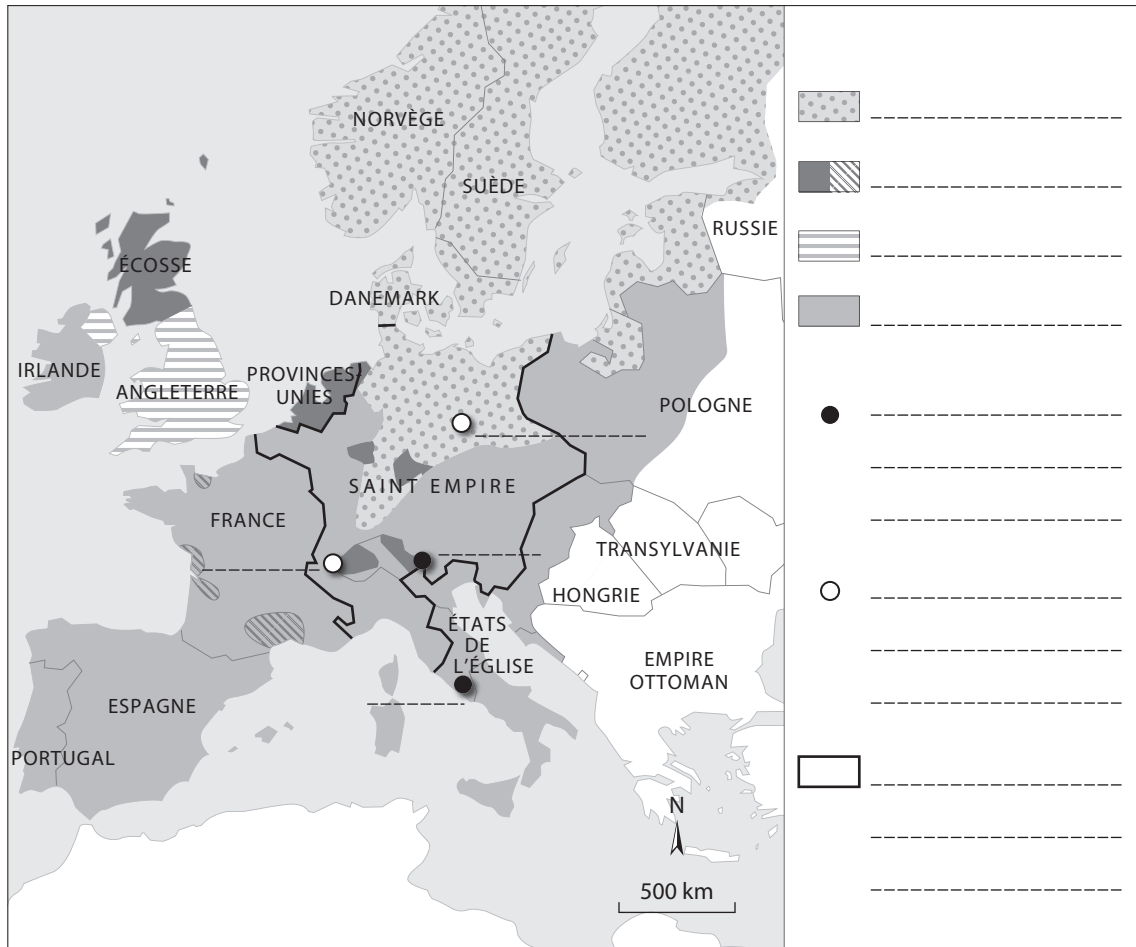 NORVÈGE
SUÈDE
RUSSIE
ÉCOSSE
DANEMARK
IRLANDE
ANGLETERRE
PROVINCES-
UNIES
POLOGNE
SAINT EMPIRE
FRANCE
TRANSYLVANIE
HONGRIE
ÉTATS
DE
L'ÉGLISE
EMPIRE
OTTOMAN
ESPAGNE
PORTUGAL
N
500 km